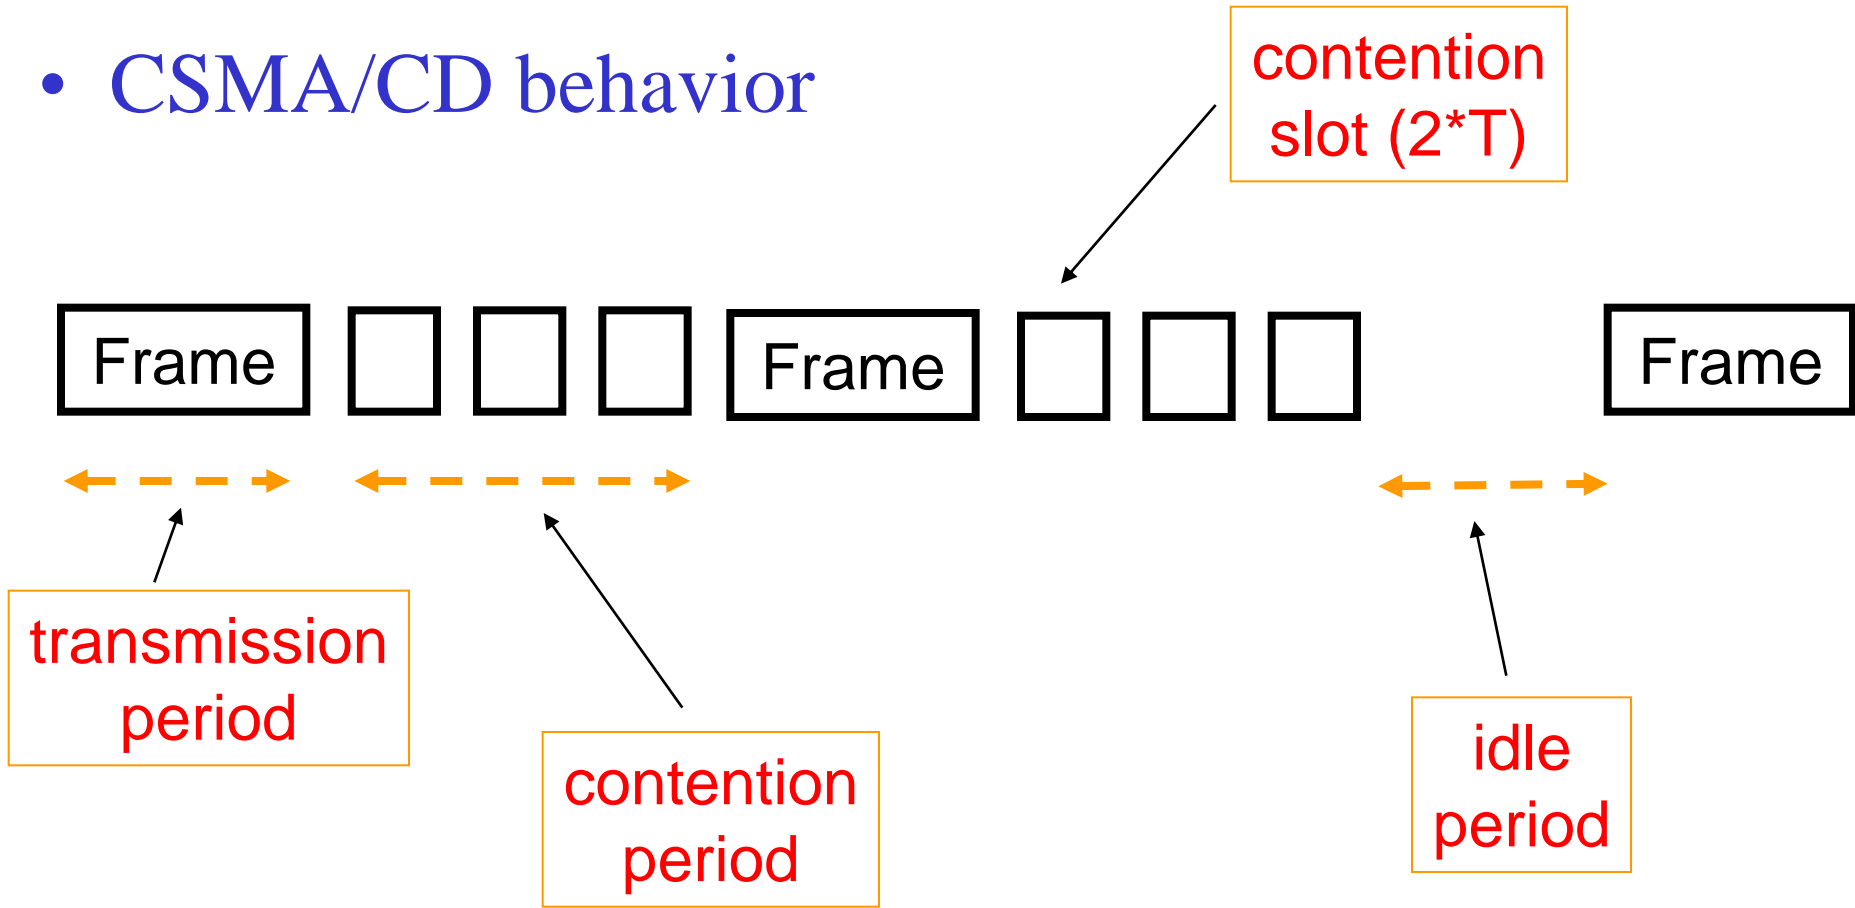 • CSMA/CD behavior
contention
slot (2*T)
Frame
Frame
Frame
transmission
period
contention
period
idle
period